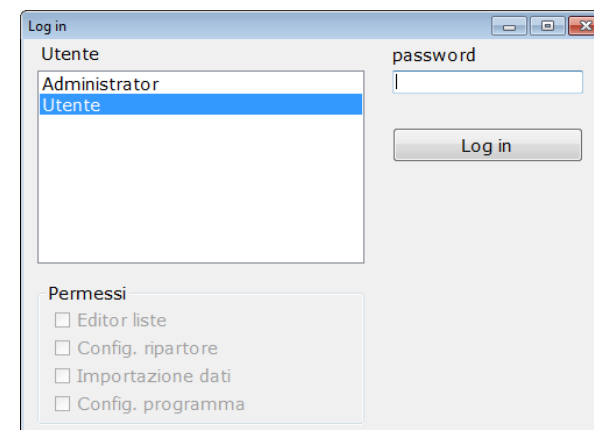 Log in
Utente
password
Administrator
Utente
Log in
Permessi
Editor liste
Config. ripartore
Importazione dati
Config. programma